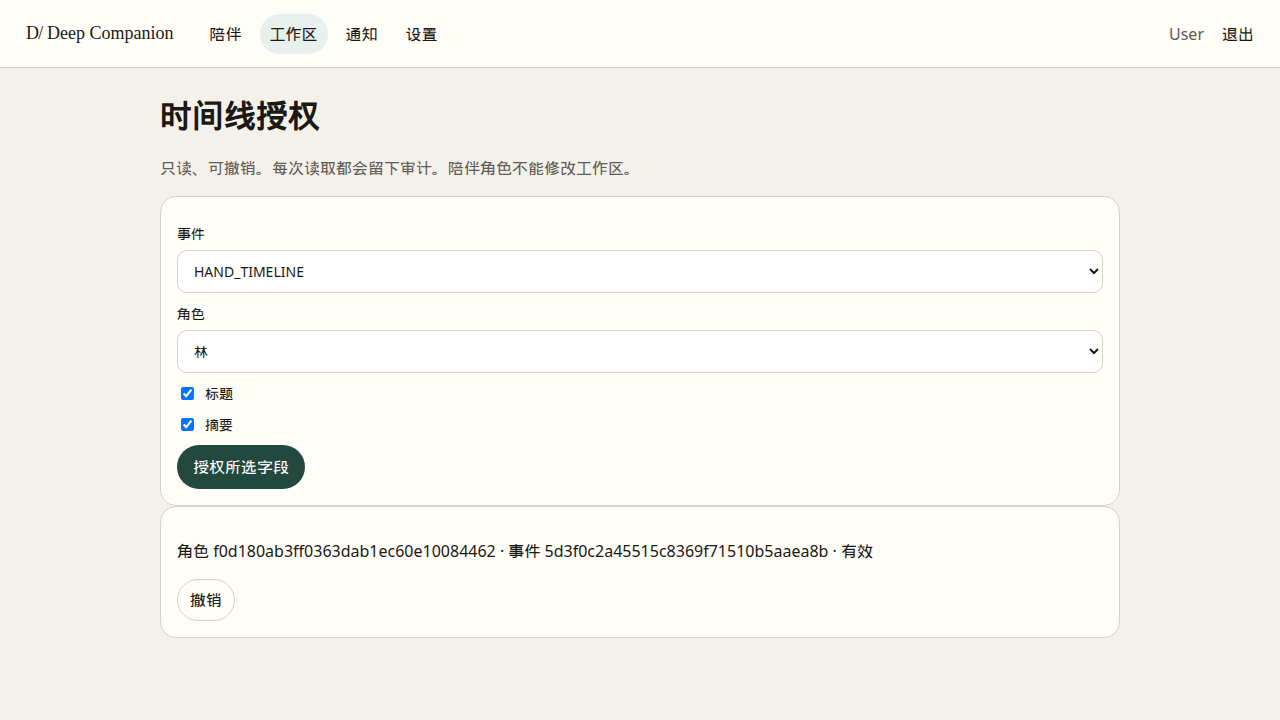 D/ Deep Companion 陪伴 工作区 通知 设置 User 退出
时间线授权
只读、可撤销。每次读取都会留下审计。陪伴角色不能修改工作区。
事件
HAND_TIMELINE
角色
林
标题
摘要
授权所选字段
角色 f0d180ab3ff0363dab1ec60e10084462 · 事件 5d3f0c2a45515c8369f71510b5aaea8b · 有效
撤销